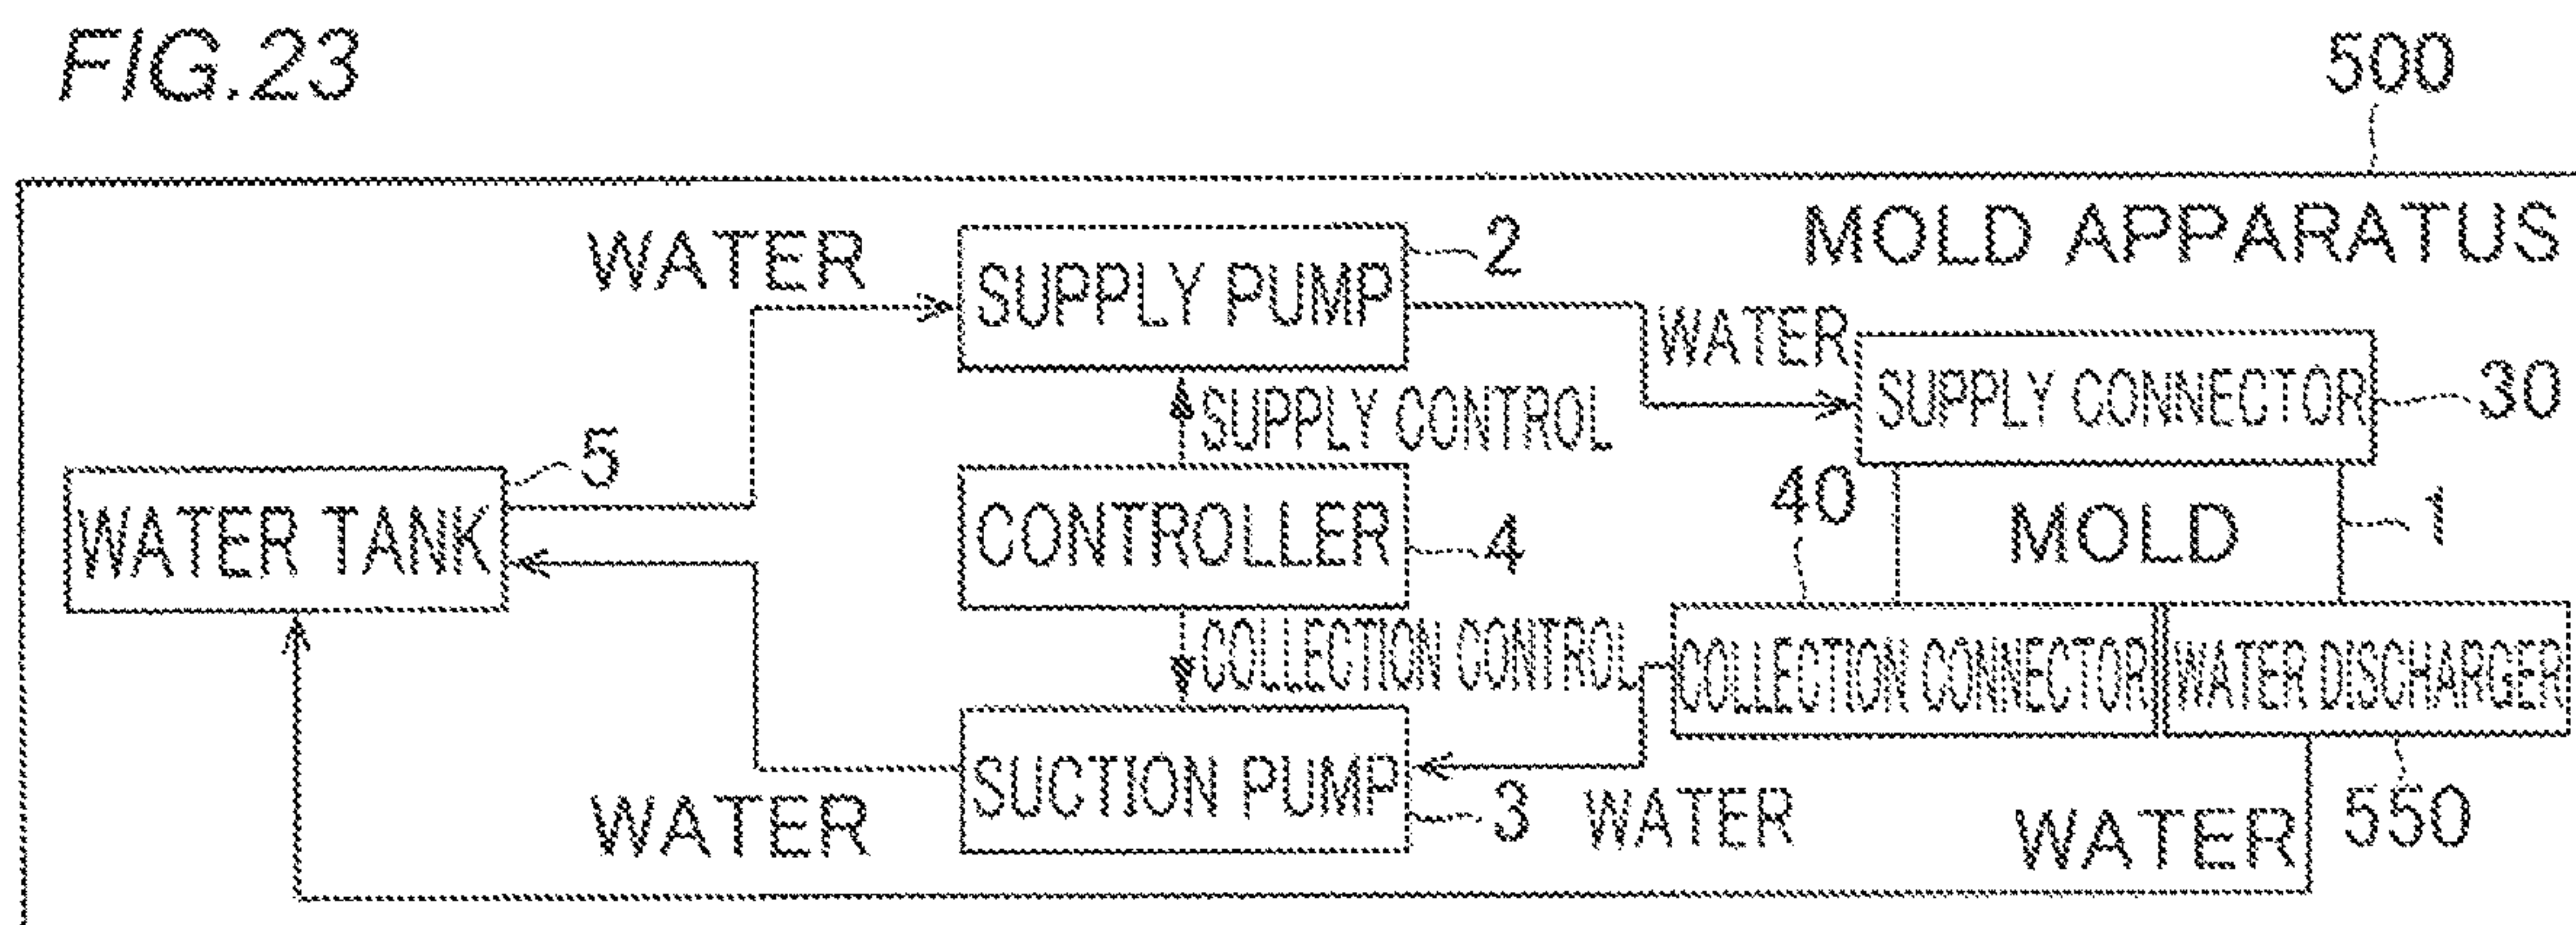 FIG.23
500
MOLD APPARATUS
WATER
SUPPLY PUMP
2
WATER
SUPPLY CONNECTOR
30
SUPPLY CONTROL
5
WATER TANK
CONTROLLER
4
40
MOLD
1
COLLECTION CONTROL
COLLECTION CONNECTOR
WATER DISCHARGER
SUCTION PUMP
3
WATER
WATER
WATER
550